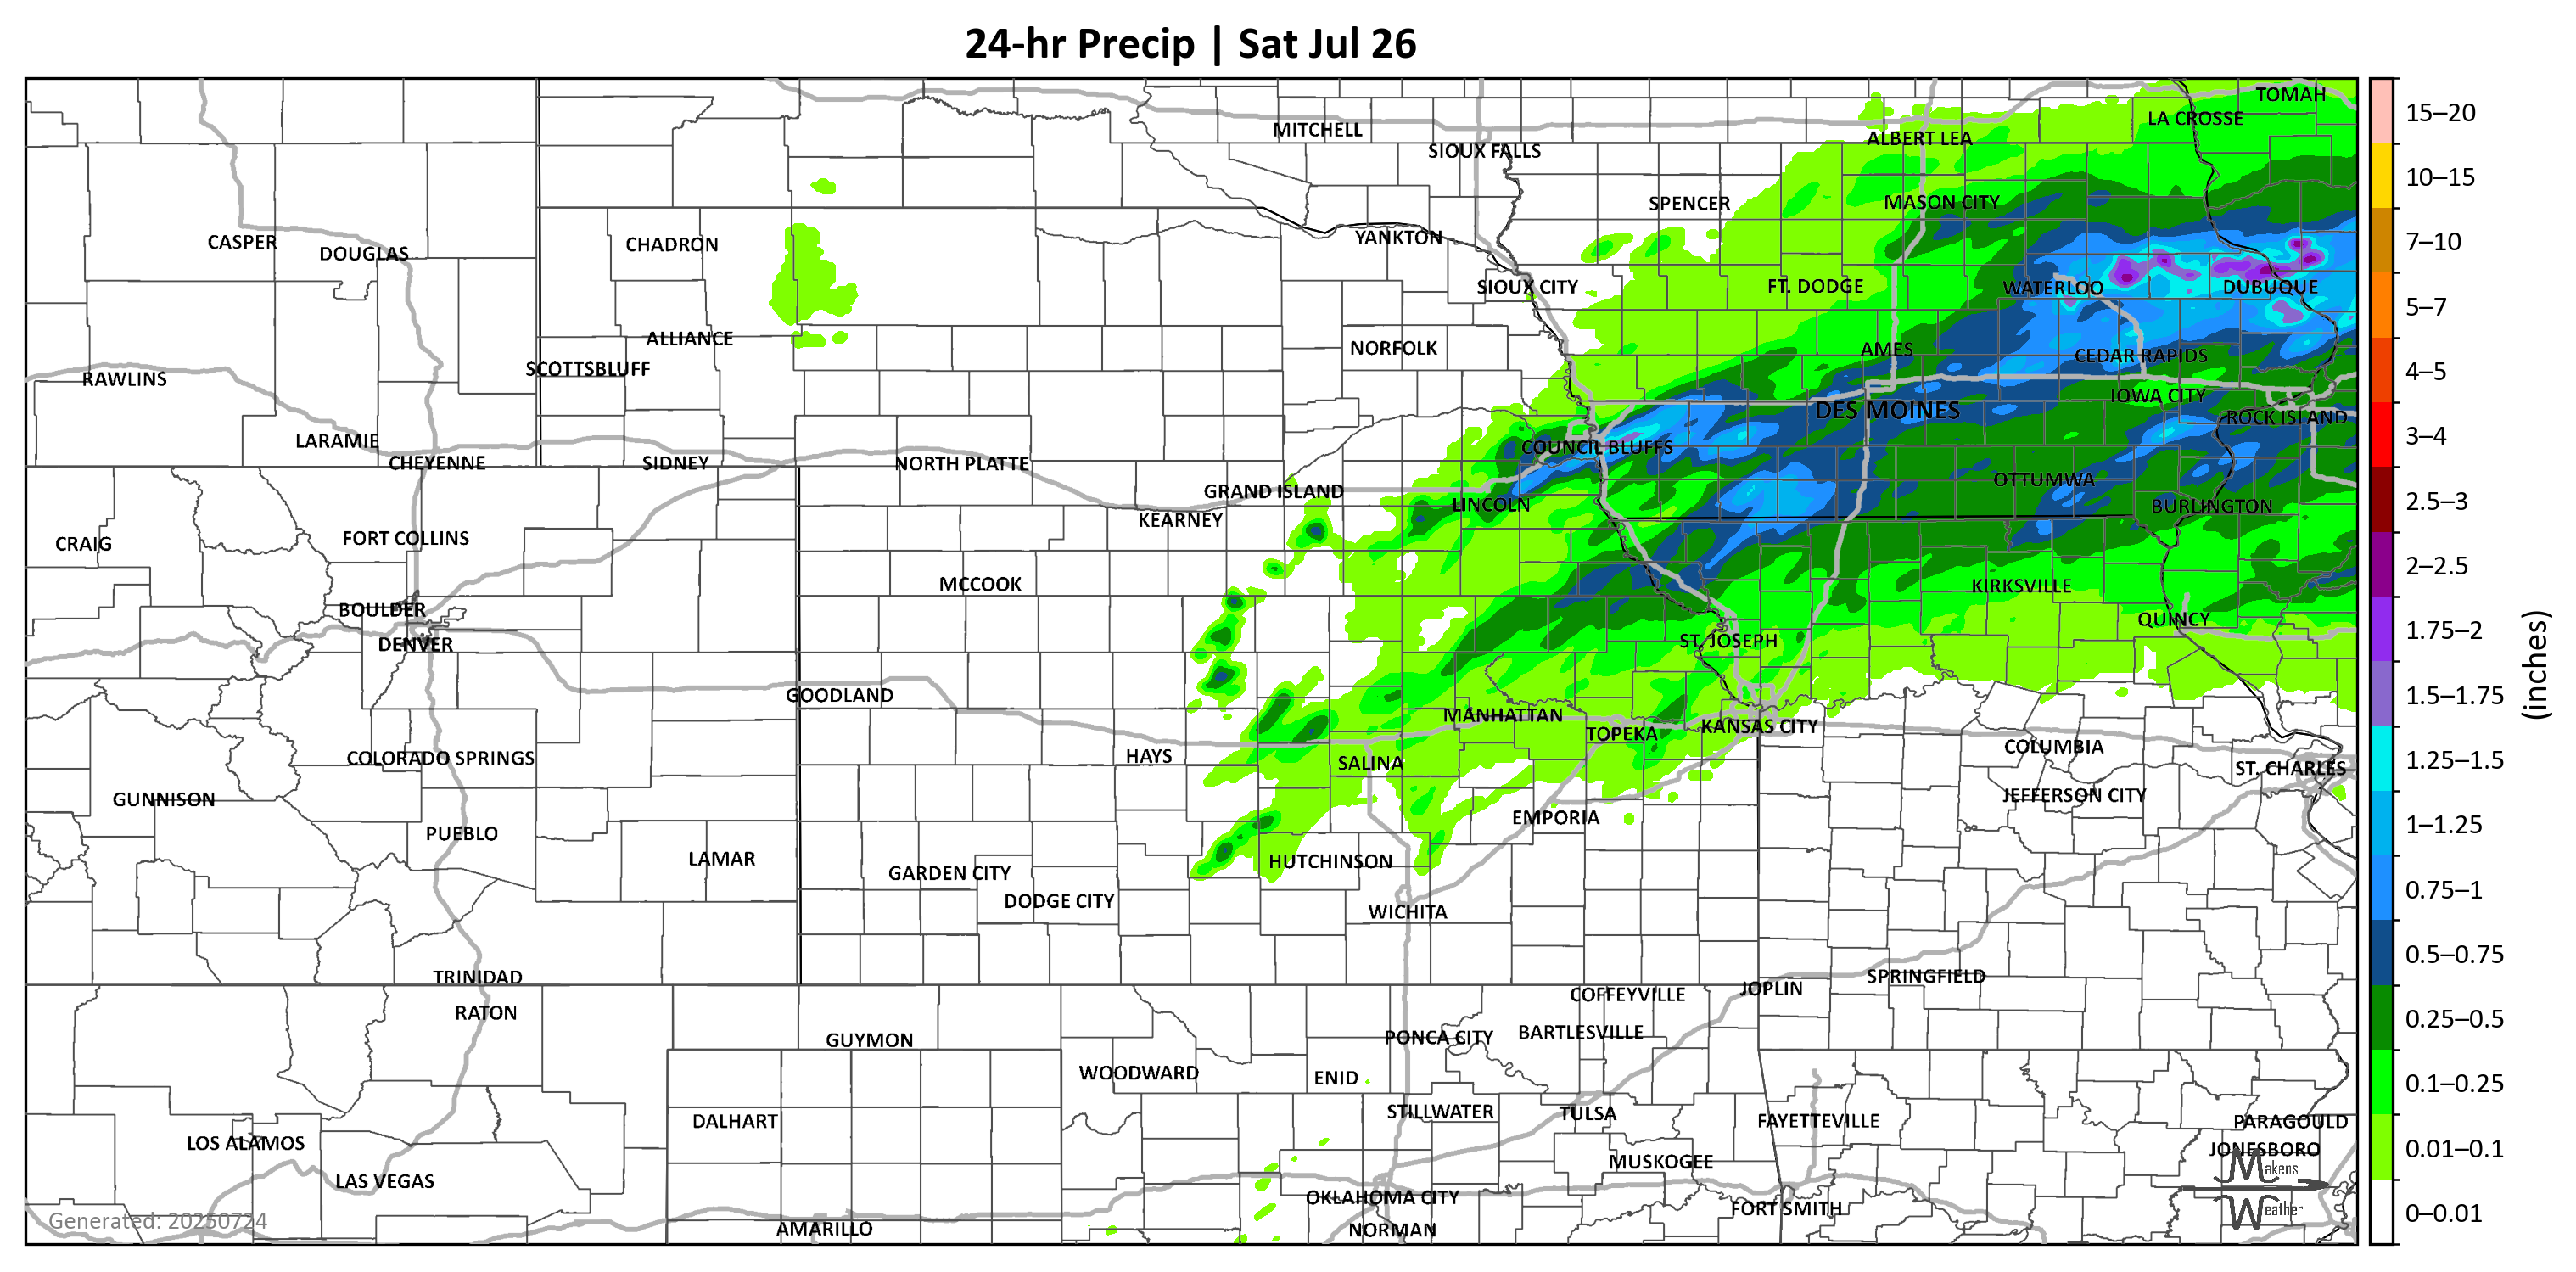 24-hr Precip | Sat Jul 26
TOMAH
LA CROSSE
MITCHELL
ALBERT LEA
SIOUX FALLS
SPENCER
MASON CITY
YANKTON
CASPER
CHADRON
DOUGLAS
SIOUX CITY
FT. DODGE
WATERLOO
DUBUQUE
ALLIANCE
NORFOLK
AMES
CEDAR RAPIDS
SCOTTSBLUFF
RAWLINS
IOWA CITY
DES MOINES
ROCK ISLAND
LARAMIE
COUNCIL BLUFFS
CHEYENNE
SIDNEY
NORTH PLATTE
OTTUMWA
GRAND ISLAND
LINCOLN
BURLINGTON
KEARNEY
FORT COLLINS
CRAIG
MCCOOK
KIRKSVILLE
BOULDER
QUINCY
DENVER
ST. JOSEPH
GOODLAND
MANHATTAN
KANSAS CITY
TOPEKA
COLUMBIA
COLORADO SPRINGS
HAYS
SALINA
ST. CHARLES
GUNNISON
JEFFERSON CITY
EMPORIA
PUEBLO
LAMAR
HUTCHINSON
GARDEN CITY
DODGE CITY
WICHITA
TRINIDAD
SPRINGFIELD
JOPLIN
COFFEYVILLE
RATON
BARTLESVILLE
PONCA CITY
GUYMON
WOODWARD
ENID
STILLWATER
TULSA
DALHART
FAYETTEVILLE
PARAGOULD
LOS ALAMOS
JONESBORO
MUSKOGEE
LAS VEGAS
OKLAHOMA CITY
FORT SMITH
AMARILLO
NORMAN
Generated: 20250724
Makens
Weather
15–20
10–15
7–10
5–7
4–5
3–4
2.5–3
2–2.5
1.75–2
1.5–1.75
1.25–1.5
1–1.25
0.75–1
0.5–0.75
0.25–0.5
0.1–0.25
0.01–0.1
0–0.01
(inches)